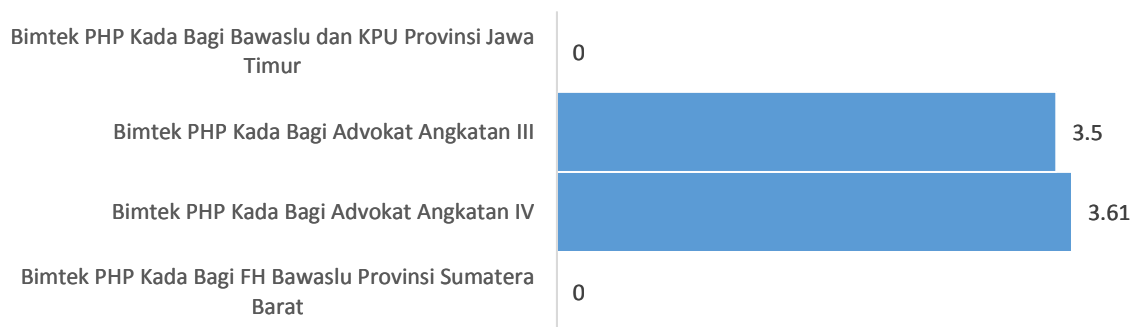 Bimtek PHP Kada Bagi Bawaslu dan KPU Provinsi Jawa
Timur
0
Bimtek PHP Kada Bagi Advokat Angkatan III
3.5
Bimtek PHP Kada Bagi Advokat Angkatan IV
3.61
Bimtek PHP Kada Bagi FH Bawaslu Provinsi Sumatera
Barat
0